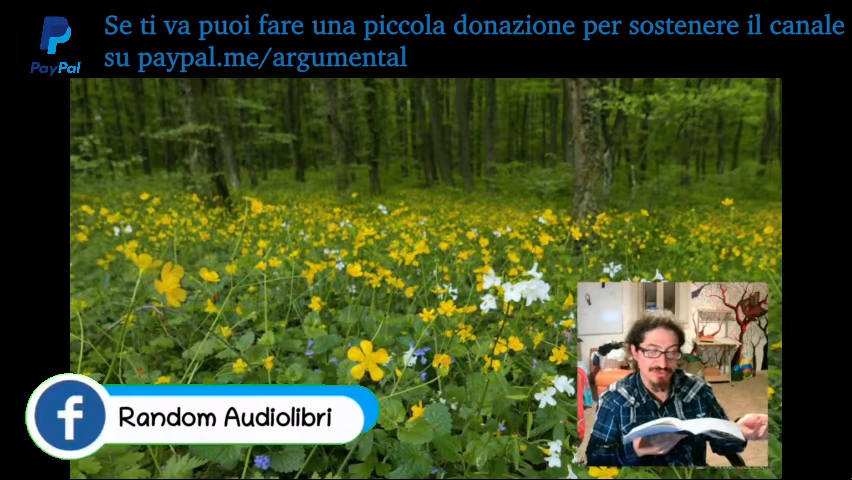 Se ti va puoi fare una piccola donazione per sostenere il canale
su paypal.me/argumental
PayPal
Random Audiolibri